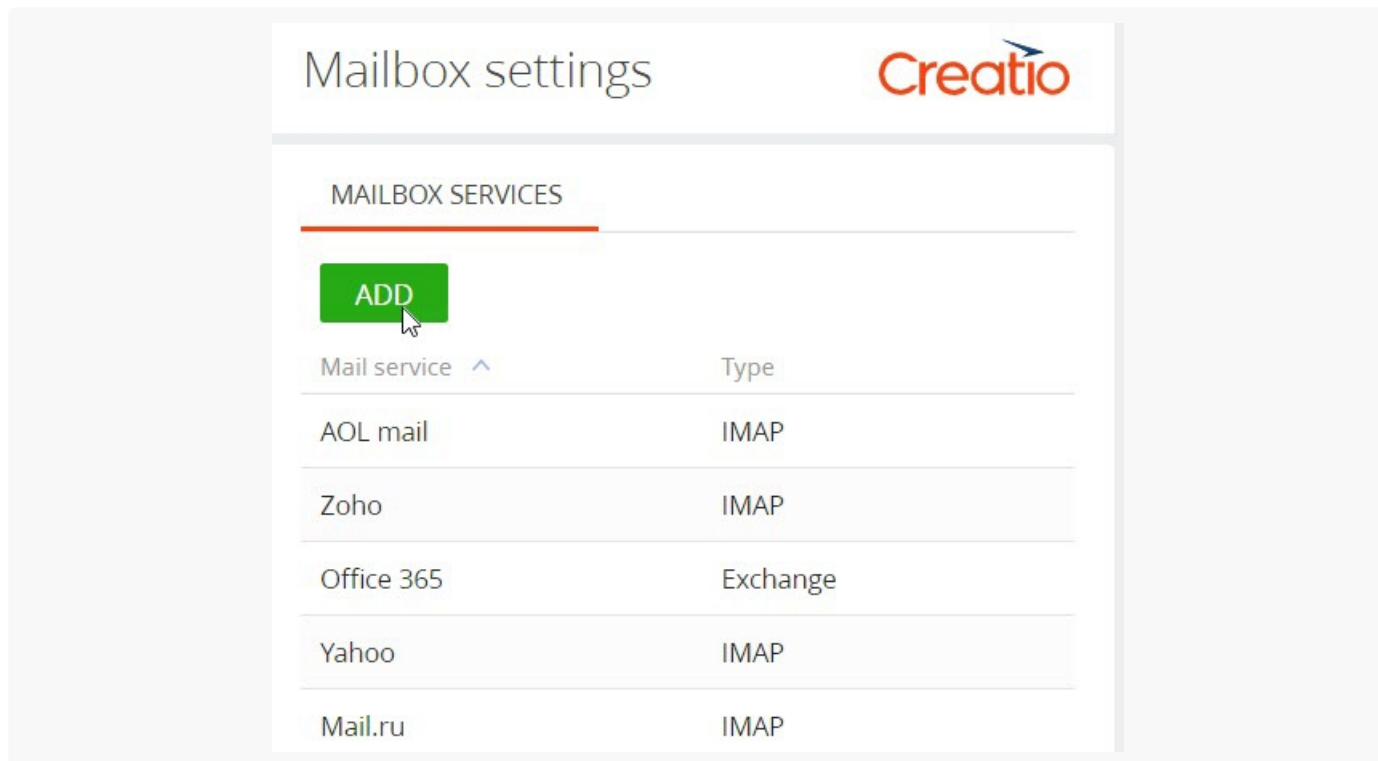 Mailbox settings
Creatio
MAILBOX SERVICES
ADD
Mail service Type
AOL mail IMAP
Zoho IMAP
Office 365 Exchange
Yahoo IMAP
Mail.ru IMAP